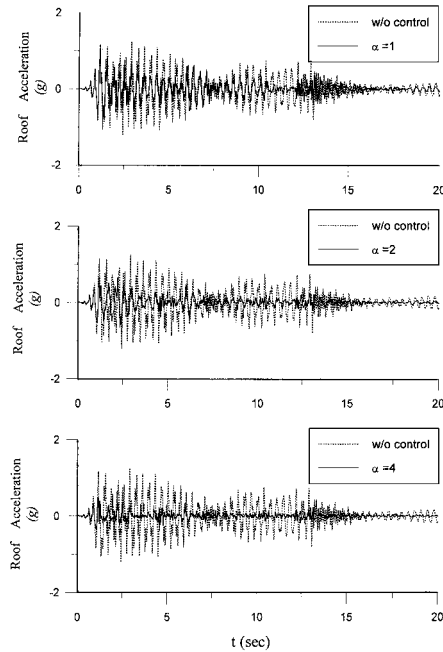 2
w/o control
α =1
Roof Acceleration
(g)
0
-2
0
5
10
15
20
2
w/o control
α =2
Roof Acceleration
(g)
0
-2
0
5
10
15
20
2
w/o control
α =4
Roof Acceleration
(g)
0
-2
0
5
10
15
20
t (sec)